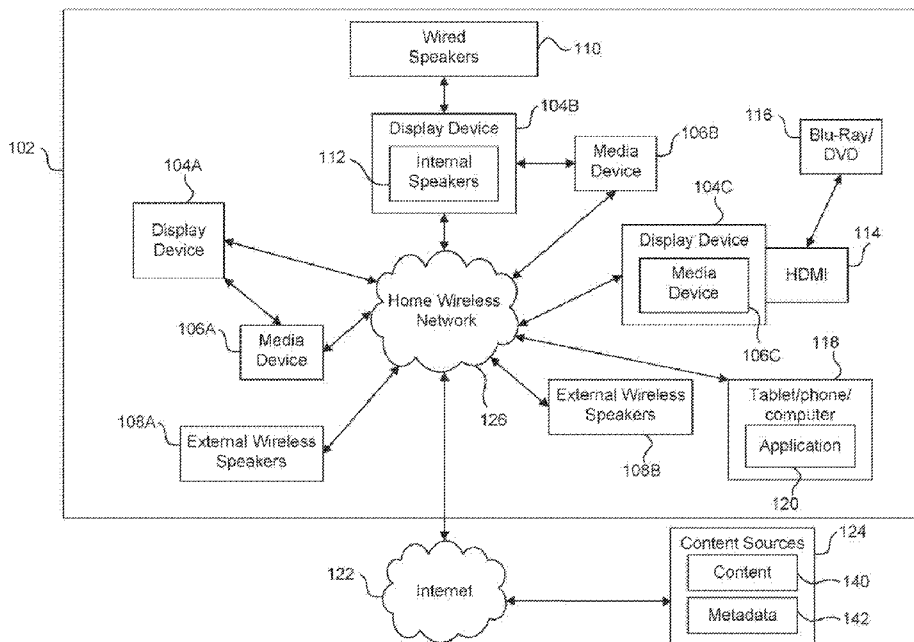 Wired
Speakers
110
104B
Display Device
112
Internal
Speakers
106B
Media
Device
116
Blu-Ray/
DVD
102
104A
Display
Device
104C
Display Device
Media
Device
106C
HDMI
114
Home Wireless
Network
106A
Media
Device
126
118
Tablet/phone/
computer
Application
120
108A
External Wireless
Speakers
External Wireless
Speakers
108B
122
Internet
Content Sources
124
Content
140
Metadata
142